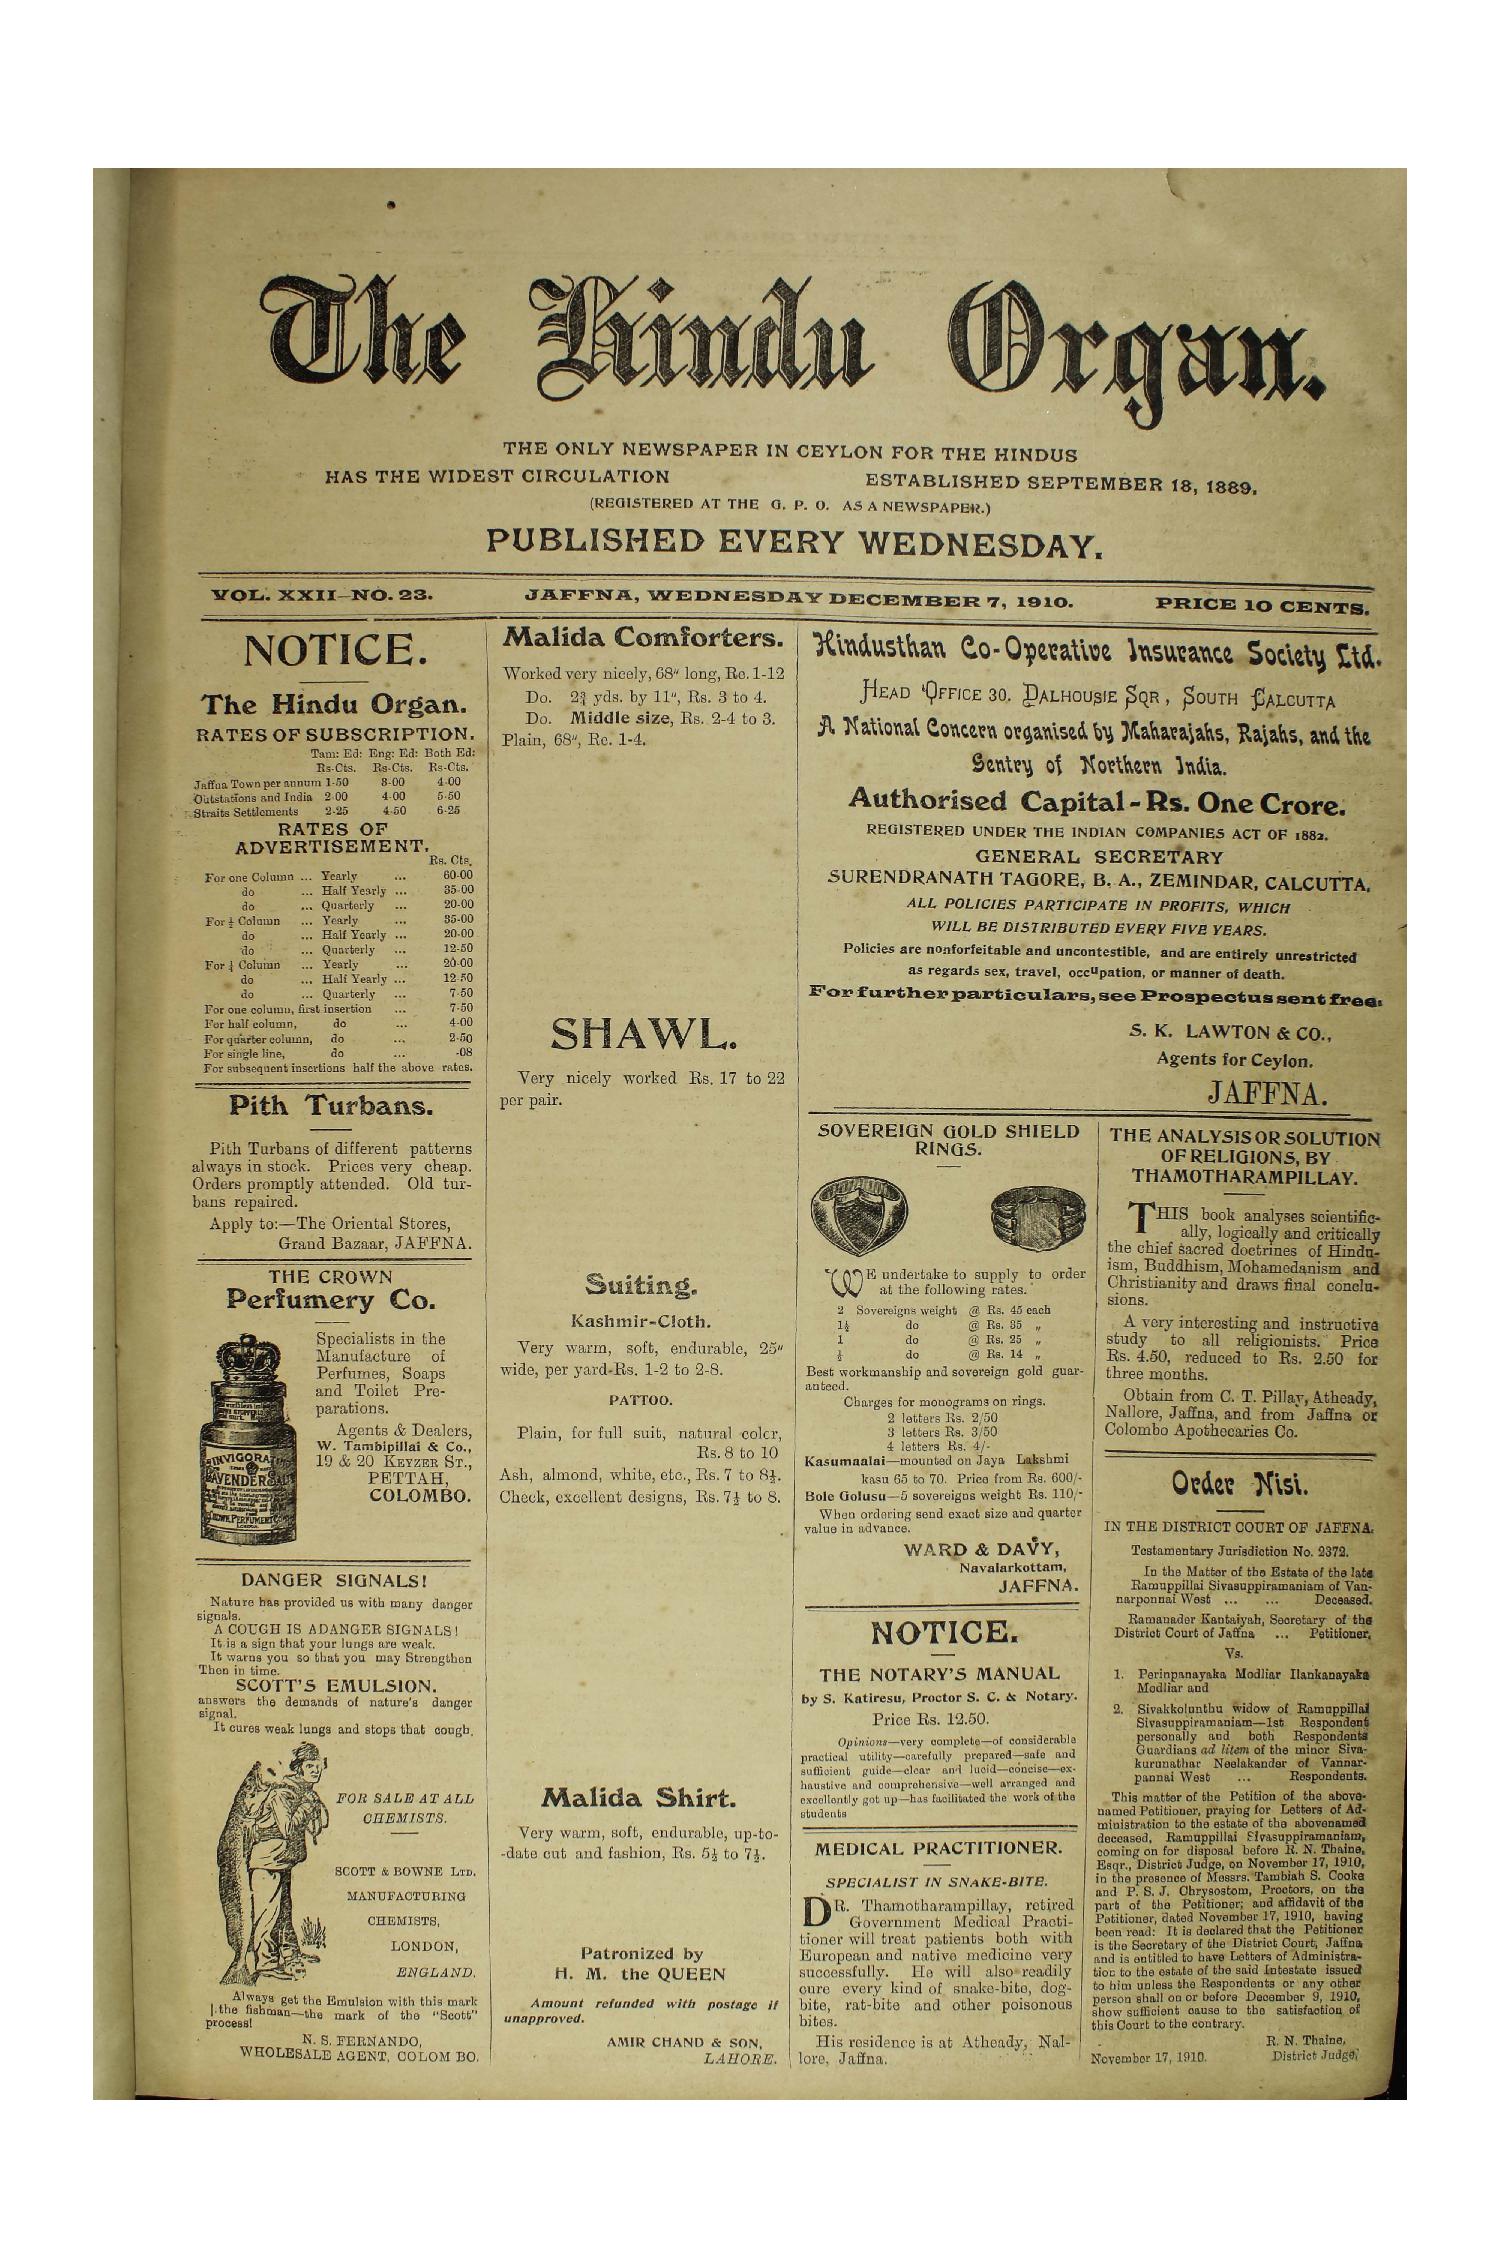 The Hindu Organ.
THE ONLY NEWSPAPER IN CEYLON FOR THE HINDUS
HAS THE WIDEST CIRCULATION ESTABLISHED SEPTEMBER 18, 1889.
(REGISTERED AT THE G. P. O. AS A NEWSPAPER.)
PUBLISHED EVERY WEDNESDAY.
VOL. XXII—NO. 23. JAFFNA, WEDNESDAY DECEMBER 7, 1910. PRICE 10 CENTS.
NOTICE.
The Hindu Organ.
RATES OF SUBSCRIPTION.
Tam: Ed: Eng: Ed: Both Ed:
Rs-Cts. Rs-Cts. Rs-Cts.
Jaffna Town per annum 1-50 3-00 4-00
Outstations and India 2-00 4-00 5-50
Straits Settlements 2-25 4-50 6-25
RATES OF
ADVERTISEMENT.
Rs. Cts.
For one Column ... Yearly ... 60-00
do ... Half Yearly ... 35-00
do ... Quarterly ... 20-00
For ½ Column ... Yearly ... 35-00
do ... Half Yearly ... 20-00
do ... Quarterly ... 12-50
For ¼ Column ... Yearly ... 20-00
do ... Half Yearly ... 12-50
do ... Quarterly ... 7-50
For one column, first insertion ... 7-50
For half column, do ... 4-00
For quarter column, do ... 2-50
For single line, do ... -08
For subsequent insertions half the above rates.
Pith Turbans.
Pith Turbans of different patterns
always in stock. Prices very cheap.
Orders promptly attended. Old tur-
bans repaired.
Apply to:—The Oriental Stores,
Grand Bazaar, JAFFNA.
THE CROWN
Perfumery Co.
Specialists in the
Manufacture of
Perfumes, Soaps
and Toilet Pre-
parations.
Agents & Dealers,
W. Tambipillai & Co.,
19 & 20 KEYZER ST.,
PETTAH,
COLOMBO.
INVIGORATING
LAVENDER SALTS
CROWN PERFUMERY CO
LONDON
DANGER SIGNALS!
Nature has provided us with many danger
signals.
A COUGH IS ADANGER SIGNALS!
It is a sign that your lungs are weak.
It warns you so that you may Strengthen
Then in time.
SCOTT'S EMULSION.
answers the demands of nature's danger
signal.
It cures weak lungs and stops that cough.
FOR SALE AT ALL
CHEMISTS.
SCOTT & BOWNE LTD.
MANUFACTURING
CHEMISTS,
LONDON,
ENGLAND.
Always get the Emulsion with this mark
the fishman—the mark of the "Scott"
process!
N. S. FERNANDO,
WHOLESALE AGENT, COLOM BO.
Malida Comforters.
Worked very nicely, 68" long, Re. 1-12
Do. 2¾ yds. by 11", Rs. 3 to 4.
Do. Middle size, Rs. 2-4 to 3.
Plain, 68", Re. 1-4.
SHAWL.
Very nicely worked Rs. 17 to 22
per pair.
Suiting.
Kashmir-Cloth.
Very warm, soft, endurable, 25"
wide, per yard-Rs. 1-2 to 2-8.
PATTOO.
Plain, for full suit, natural color,
Rs. 8 to 10
Ash, almond, white, etc., Rs. 7 to 8½.
Check, excellent designs, Rs. 7½ to 8.
Malida Shirt.
Very warm, soft, endurable, up-to-
-date cut and fashion, Rs. 5½ to 7½.
Patronized by
H. M. the QUEEN
Amount refunded with postage if
unapproved.
AMIR CHAND & SON,
LAHORE.
Hindusthan Co-Operative Insurance Society Ltd.
HEAD OFFICE 30. DALHOUSIE SQR, SOUTH CALCUTTA
A National Concern organised by Maharajahs, Rajahs, and the
Gentry of Northern India.
Authorised Capital - Rs. One Crore.
REGISTERED UNDER THE INDIAN COMPANIES ACT OF 1882.
GENERAL SECRETARY
SURENDRANATH TAGORE, B. A., ZEMINDAR, CALCUTTA.
ALL POLICIES PARTICIPATE IN PROFITS, WHICH
WILL BE DISTRIBUTED EVERY FIVE YEARS.
Policies are nonforfeitable and uncontestible, and are entirely unrestricted
as regards sex, travel, occupation, or manner of death.
For further particulars, see Prospectus sent free.
S. K. LAWTON & CO.,
Agents for Ceylon.
JAFFNA.
SOVEREIGN GOLD SHIELD
RINGS.
WE undertake to supply to order
at the following rates.
2 Sovereigns weight @ Rs. 45 each
1½ do @ Rs. 35 „
1 do @ Rs. 25 „
½ do @ Rs. 14 „
Best workmanship and sovereign gold guar-
anteed.
Charges for monograms on rings.
2 letters Rs. 2/50
3 letters Rs. 3/50
4 letters Rs. 4/-
Kasumaalai—mounted on Jaya Lakshmi
kasu 65 to 70. Price from Rs. 600/-
Bole Golusu—5 sovereigns weight Rs. 110/-
When ordering send exact size and quarter
value in advance.
WARD & DAVY,
Navalarkottam,
JAFFNA.
NOTICE.
THE NOTARY'S MANUAL
by S. Katiresu, Proctor S. C. & Notary.
Price Rs. 12.50.
Opinions—very complete—of considerable
practical utility—carefully prepared—safe and
sufficient guide—clear and lucid—concise—ex-
haustive and comprehensive—well arranged and
excellently got up—has facilitated the work of the
students
MEDICAL PRACTITIONER.
SPECIALIST IN SNAKE-BITE.
DR. Thamotharampillay, retired
Government Medical Practi-
tioner will treat patients both with
European and native medicine very
successfully. He will also readily
cure every kind of snake-bite, dog-
bite, rat-bite and other poisonous
bites.
His residence is at Atheady, Nal-
lore, Jaffna.
THE ANALYSIS OR SOLUTION
OF RELIGIONS, BY
THAMOTHARAMPILLAY.
THIS book analyses scientific-
ally, logically and critically
the chief sacred doctrines of Hindu-
ism, Buddhism, Mohamedanism and
Christianity and draws final conclu-
sions.
A very interesting and instructive
study to all religionists. Price
Rs. 4.50, reduced to Rs. 2.50 for
three months.
Obtain from C. T. Pillay, Atheady,
Nallore, Jaffna, and from Jaffna or
Colombo Apothecaries Co.
Order Nisi.
IN THE DISTRICT COURT OF JAFFNA.
Testamentary Jurisdiction No. 2372.
In the Matter of the Estate of the late
Ramuppillai Sivasuppiramaniam of Van-
narponnai West ... ... Deceased.
Ramanader Kantaiyah, Secretary of the
District Court of Jaffna ... Petitioner,
Vs.
1. Perinpanayaka Modliar Ilankanayaka
Modliar and
2. Sivakkolunthu widow of Ramuppillai
Sivasuppiramaniam—1st Respondent
personally and both Respondents
Guardians ad litem of the minor Siva-
kurunathar Neelakander of Vannar-
pannai West ... Respondents.
This matter of the Petition of the above-
named Petitioner, praying for Letters of Ad-
ministration to the estate of the abovenamed
deceased, Ramuppillai Sivasuppiramaniam,
coming on for disposal before R. N. Thaine,
Esqr., District Judge, on November 17, 1910,
in the presence of Messrs. Tambiah S. Cooke
and P. S. J. Chrysostom, Proctors, on the
part of the Petitioner; and affidavit of the
Petitioner, dated November 17, 1910, having
been read: It is declared that the Petitioner
is the Secretary of the District Court, Jaffna
and is entitled to have Letters of Administra-
tion to the estate of the said Intestate issued
to him unless the Respondents or any other
person shall on or before December 9, 1910,
show sufficient cause to the satisfaction of
this Court to the contrary.
R. N. Thaine,
November 17, 1910. District Judge,